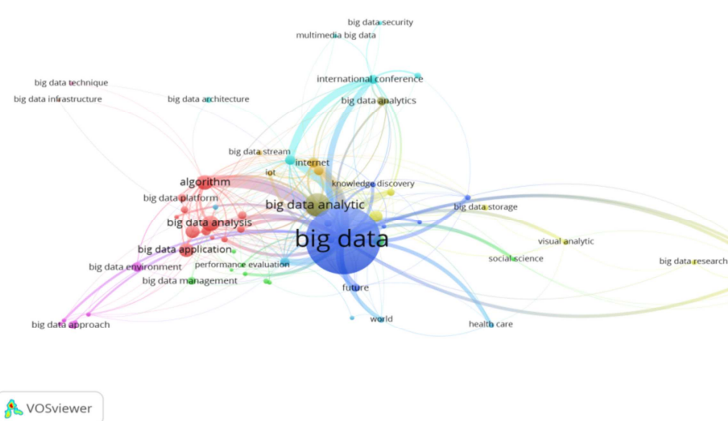 big data security
multimedia big data
international conference
big data technique
big data infrastructure
big data architecture
big data analytics
big data stream
internet
iot
algorithm
knowledge discovery
big data platform
big data analytic
big data storage
big data analysis
big data
visual analytic
big data application
social science
big data research
big data environment
performance evaluation
big data management
future
big data approach
world
health care
VOSviewer